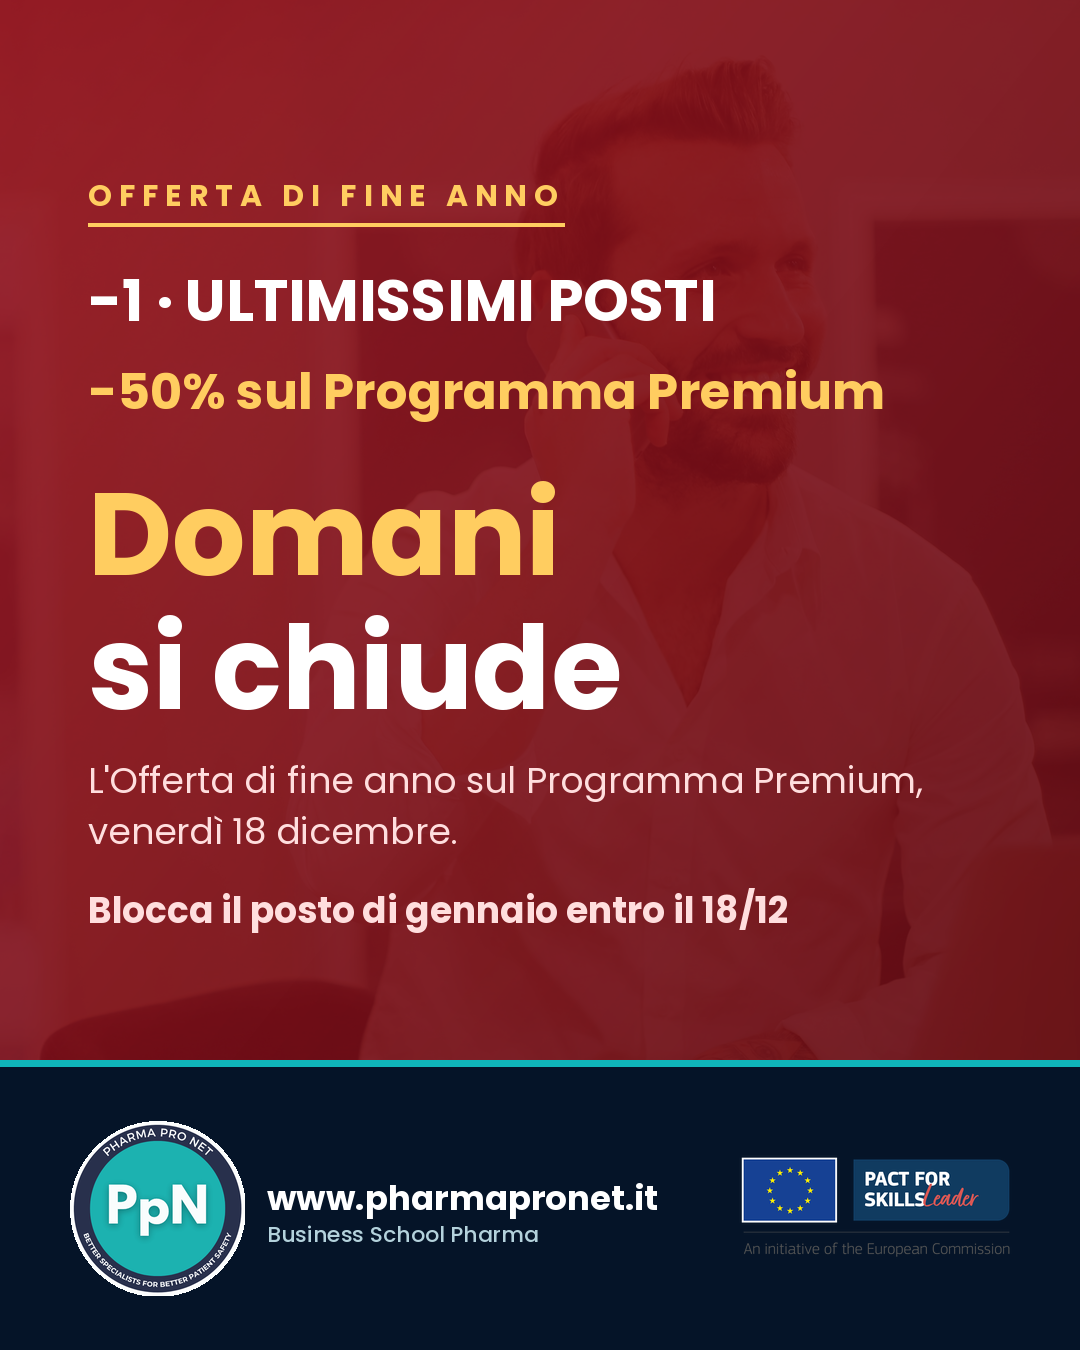 OFFERTA DI FINE ANNO
–1 · ULTIMISSIMI POSTI
–50% sul Programma Premium
Domani
si chiude
L'Offerta di fine anno sul Programma Premium,
venerdì 18 dicembre.
Blocca il posto di gennaio entro il 18/12
PHARMA PRO NET
PpN
BETTER SPECIALISTS FOR BETTER PATIENT SAFETY
www.pharmapronet.it
Business School Pharma
PACT FOR
SKILLS Leader
An initiative of the European Commission